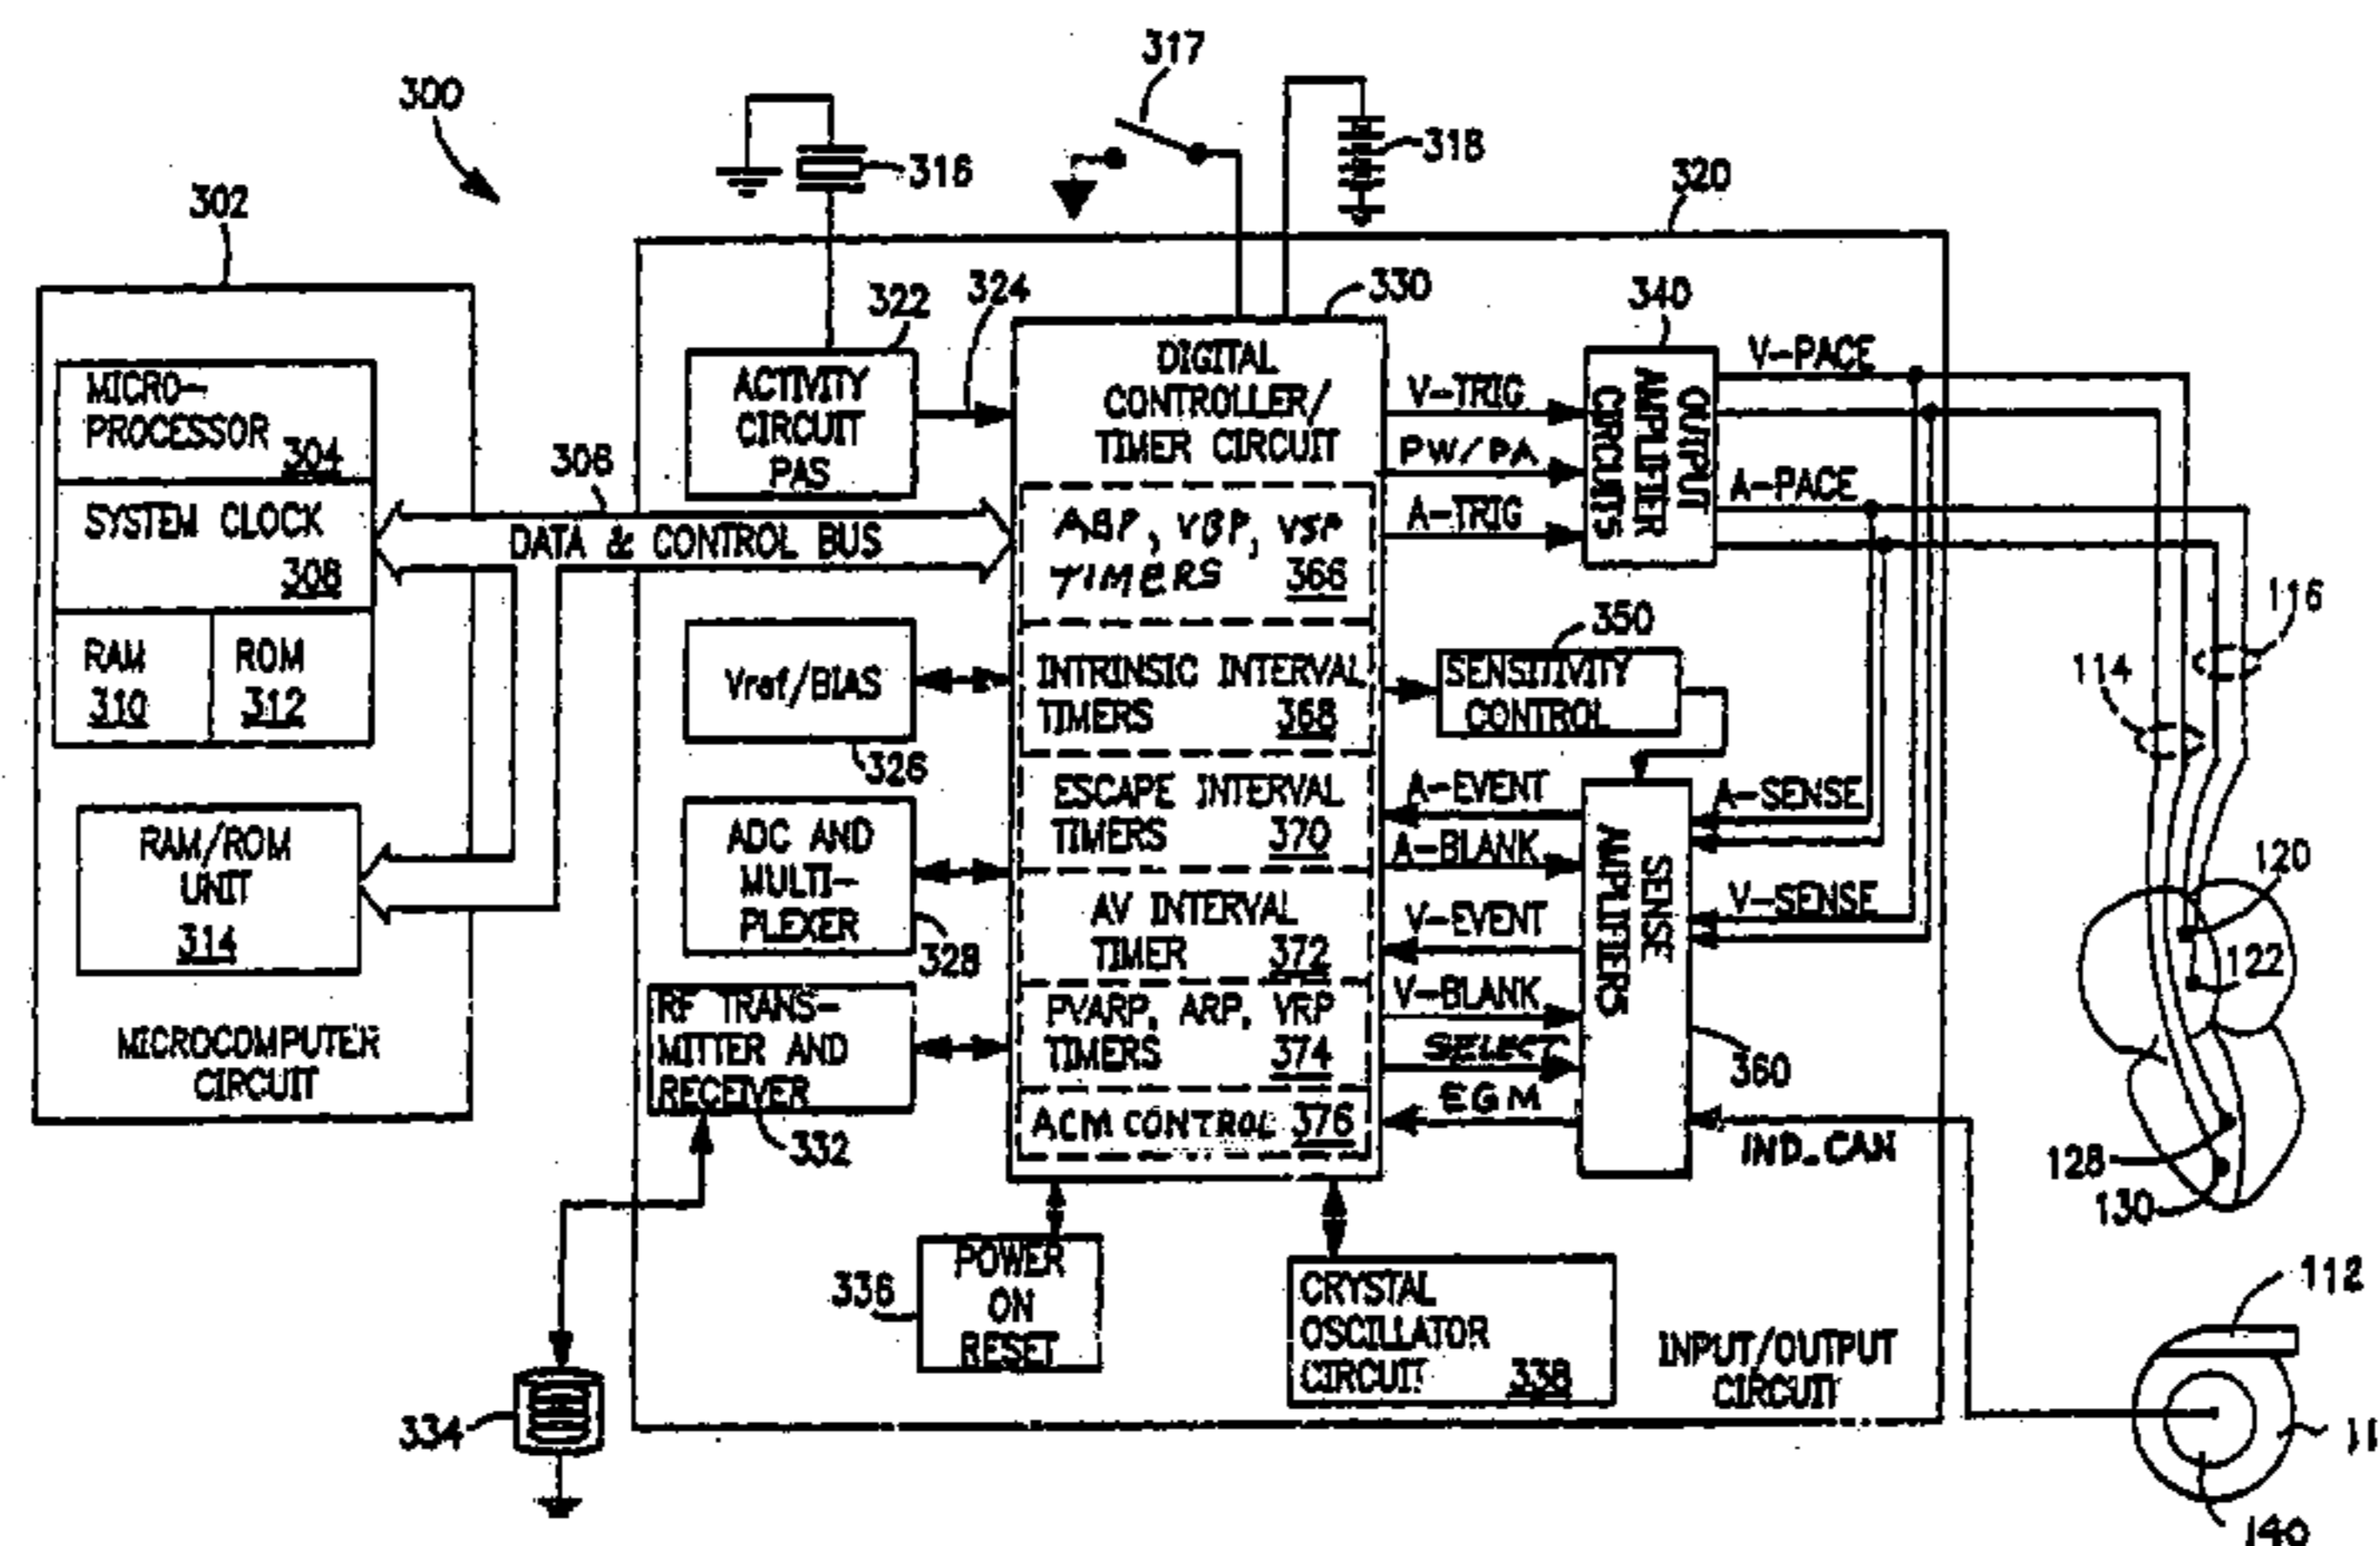 317
300
316
318
320
302
322
324
330
340
DIGITAL
CONTROLLER/
TIMER CIRCUIT
V-PACE
MICRO-
PROCESSOR
304
ACTIVITY
CIRCUIT
PAS
V-TRIG
PW/PA
A-TRIG
OUTPUT
AMPLIFIER
CIRCUITS
A-PACE
306
SYSTEM CLOCK
308
DATA & CONTROL BUS
ABP, VBP, VSP
TIMERS 366
RAM
310
ROM
312
Vref/BIAS
326
INTRINSIC INTERVAL
TIMERS 368
350
SENSITIVITY
CONTROL
116
114
RAM/ROM
UNIT
314
ADC AND
MULTI-
PLEXER
328
ESCAPE INTERVAL
TIMERS 370
A-EVENT
A-BLANK
A-SENSE
SENSE
AMPLIFIERS
120
AV INTERVAL
TIMER 372
V-EVENT
V-SENSE
122
MICROCOMPUTER
CIRCUIT
RF TRANS-
MITTER AND
RECEIVER
332
PVARP, ARP, VRP
TIMERS 374
V-BLANK
SELECT
EGM
360
ACM CONTROL 376
IND_CAN
128
130
336
POWER
ON
RESET
CRYSTAL
OSCILLATOR
CIRCUIT 338
INPUT/OUTPUT
CIRCUIT
112
334
140